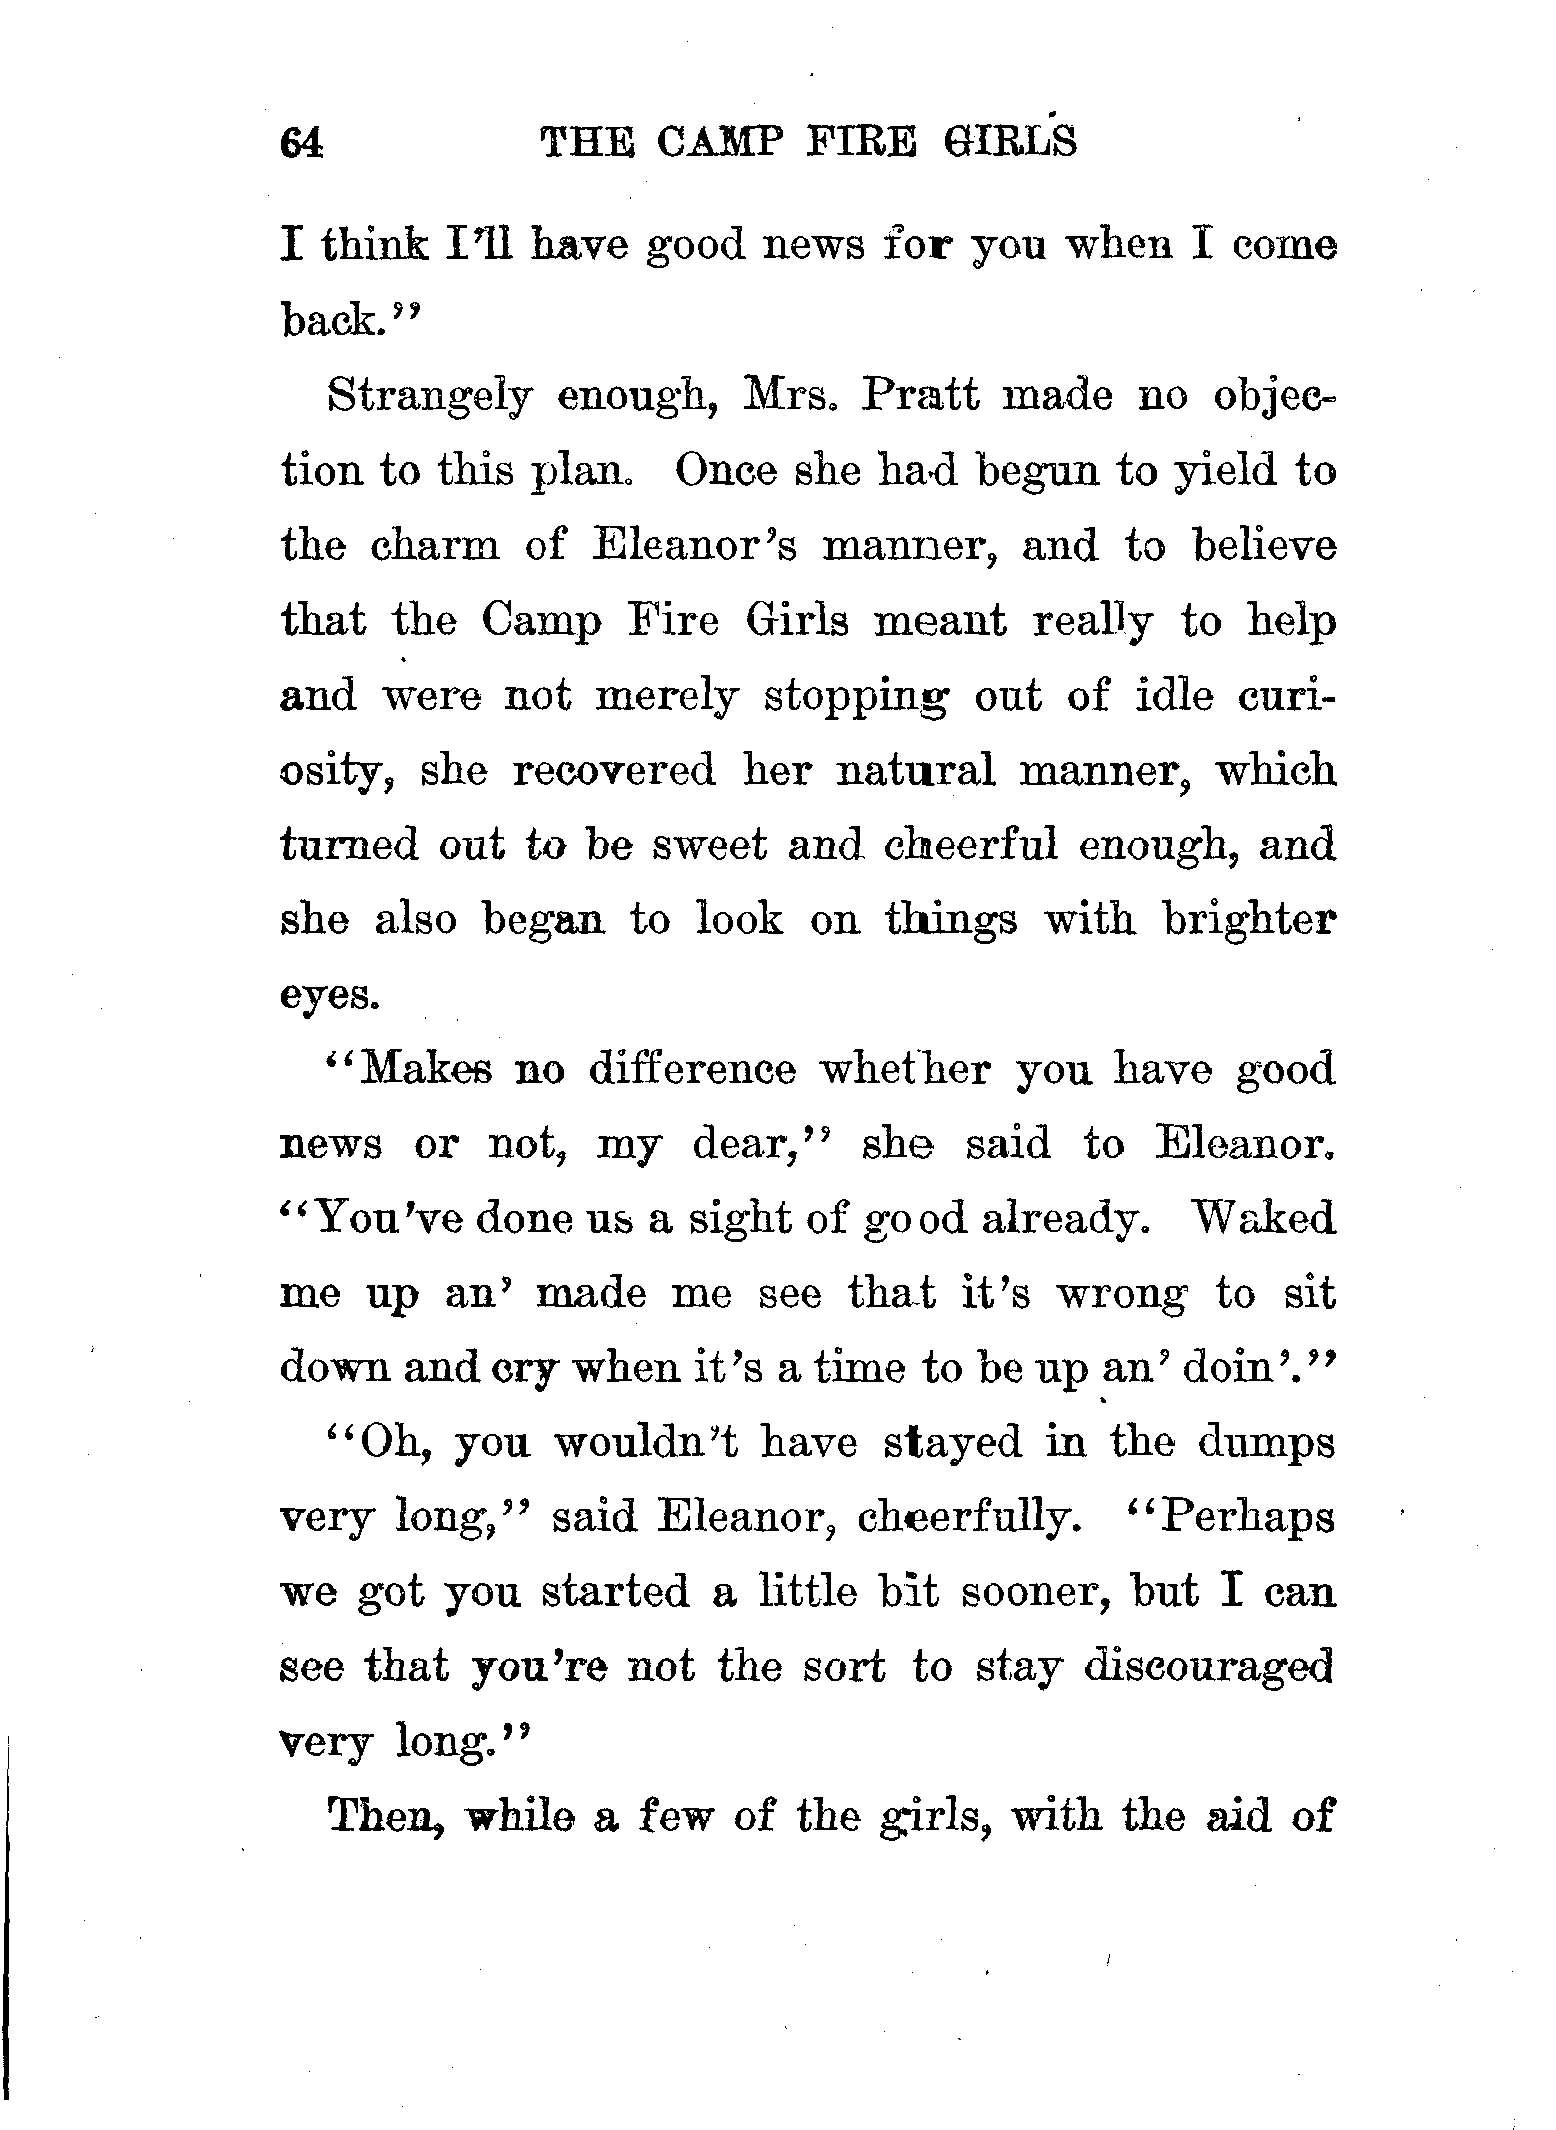 64 THE CAMP FIRE GIRLS
I think I'll have good news for you when I come
back."
Strangely enough, Mrs. Pratt made no objec-
tion to this plan. Once she had begun to yield to
the charm of Eleanor's manner, and to believe
that the Camp Fire Girls meant really to help
and were not merely stopping out of idle curi-
osity, she recovered her natural manner, which
turned out to be sweet and cheerful enough, and
she also began to look on things with brighter
eyes.
"Makes no difference whether you have good
news or not, my dear," she said to Eleanor.
"You've done us a sight of good already. Waked
me up an' made me see that it's wrong to sit
down and cry when it's a time to be up an' doin'."
"Oh, you wouldn't have stayed in the dumps
very long," said Eleanor, cheerfully. "Perhaps
we got you started a little bit sooner, but I can
see that you're not the sort to stay discouraged
very long."
Then, while a few of the girls, with the aid of